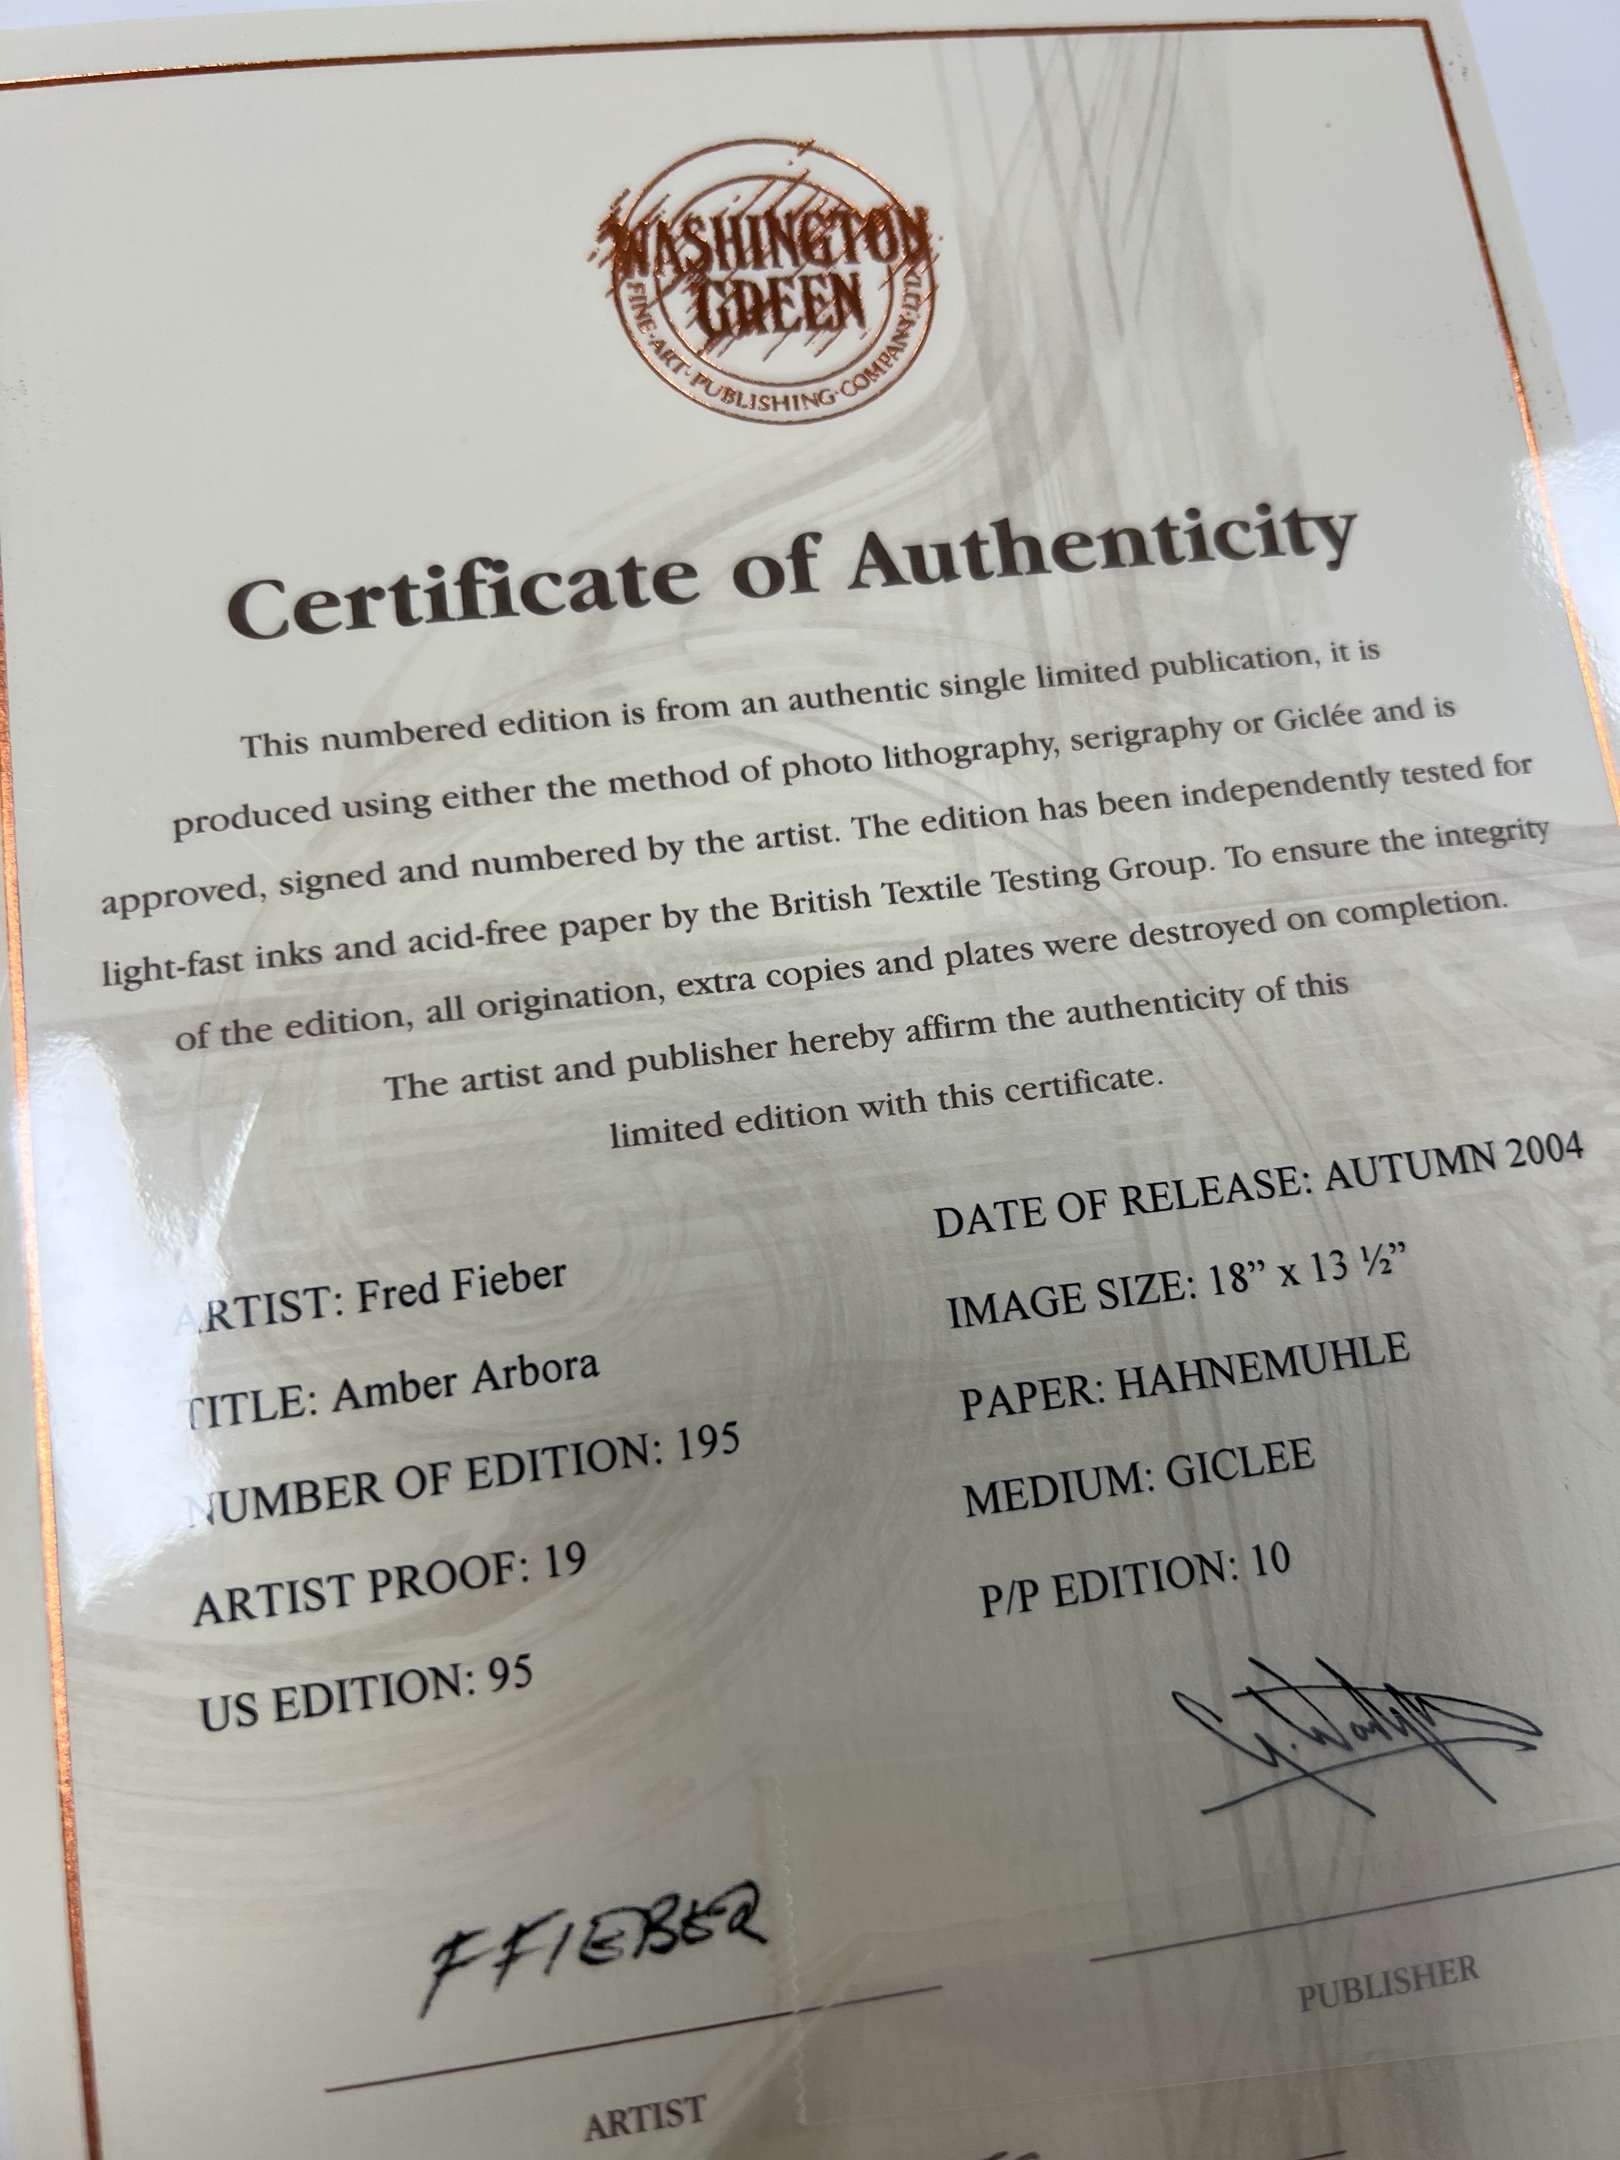 WASHINGTON
GREEN
FINE·ART·PUBLISHING·COMPANY·LTD
Certificate of Authenticity
This numbered edition is from an authentic single limited publication, it is
produced using either the method of photo lithography, serigraphy or Giclée and is
approved, signed and numbered by the artist. The edition has been independently tested for
light-fast inks and acid-free paper by the British Textile Testing Group. To ensure the integrity
of the edition, all origination, extra copies and plates were destroyed on completion.
The artist and publisher hereby affirm the authenticity of this
limited edition with this certificate.
ARTIST: Fred Fieber
TITLE: Amber Arbora
NUMBER OF EDITION: 195
ARTIST PROOF: 19
US EDITION: 95
DATE OF RELEASE: AUTUMN 2004
IMAGE SIZE: 18” x 13 ½”
PAPER: HAHNEMUHLE
MEDIUM: GICLEE
P/P EDITION: 10
F FIEBER
ARTIST
PUBLISHER